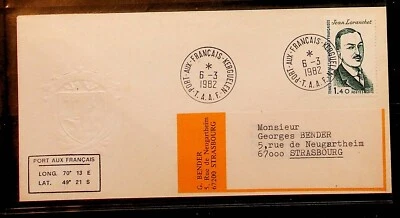 PORT-AUX-FRANÇAIS-KERGUELEN
*
6-3
1982
T.A.A.F.
PORT-AUX-FRANÇAIS-KERGUELEN
*
6-3
1982
T.A.A.F.
Jean Loranchet
1,40
G. BENDER
5, Rue de Neugartheim
67200 STRASBOURG
Monsieur
Georges BENDER
5,rue de Neugartheim
67000 STRASBOURG
PORT AUX FRANÇAIS
LONG. 70° 13 E
LAT. 49° 21 S